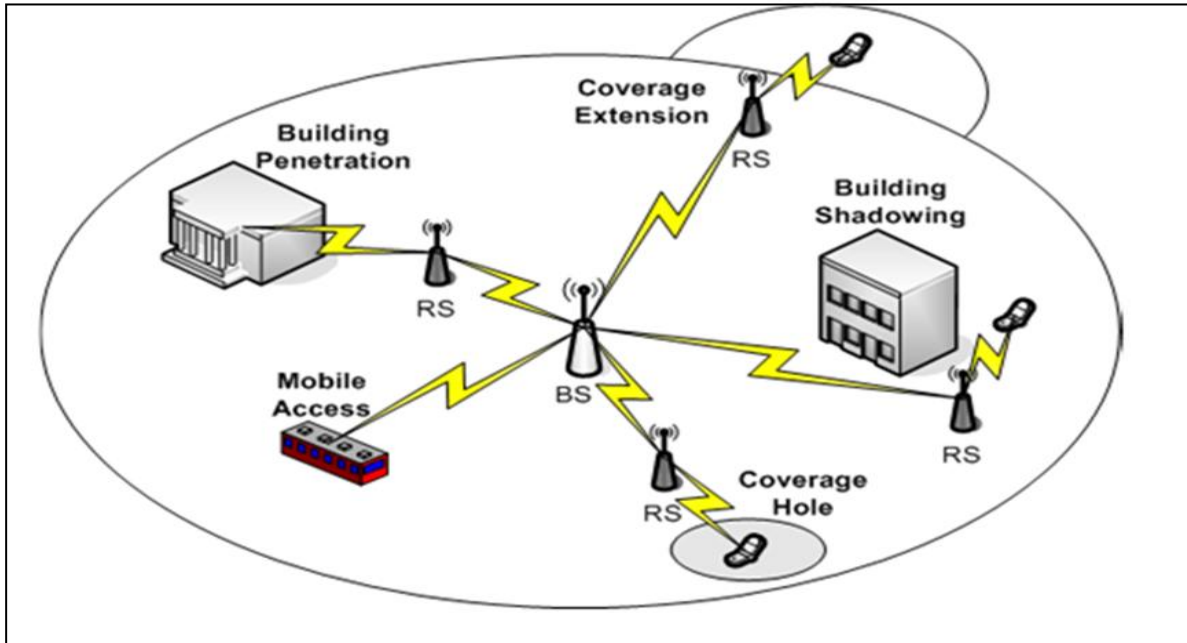 Coverage
Extension
RS
Building
Penetration
RS
Building
Shadowing
BS
Mobile
Access
RS
RS
Coverage
Hole